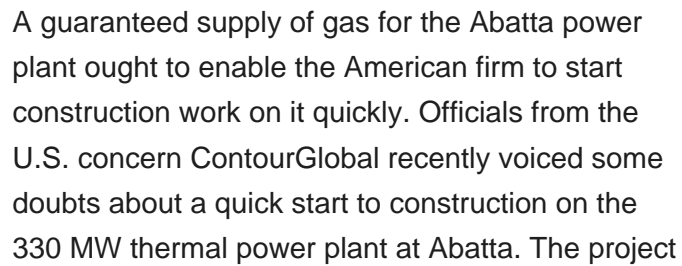 A guaranteed supply of gas for the Abatta power
plant ought to enable the American firm to start
construction work on it quickly. Officials from the
U.S. concern ContourGlobal recently voiced some
doubts about a quick start to construction on the
330 MW thermal power plant at Abatta. The project